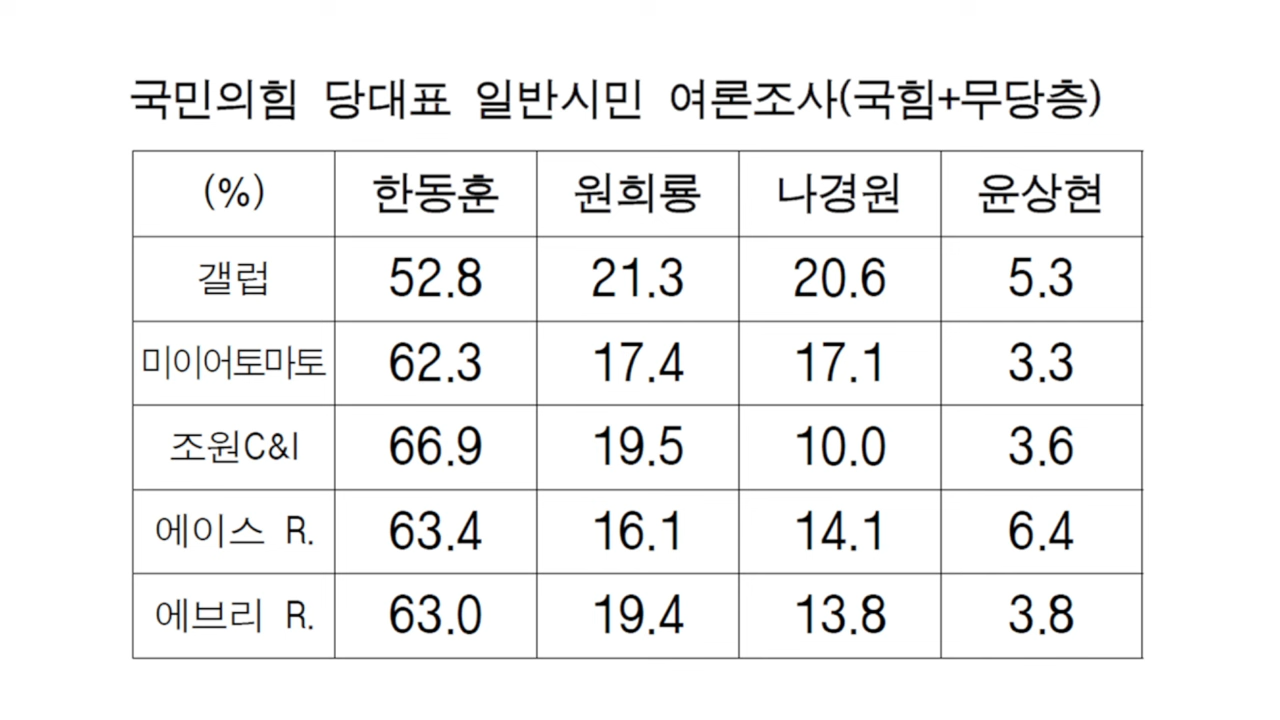 국민의힘 당대표 일반시민 여론조사(국힘+무당층)
(%) 한동훈 원희룡 나경원 윤상현
갤럽 52.8 21.3 20.6 5.3
미이어토마토 62.3 17.4 17.1 3.3
조원C&I 66.9 19.5 10.0 3.6
에이스 R. 63.4 16.1 14.1 6.4
에브리 R. 63.0 19.4 13.8 3.8